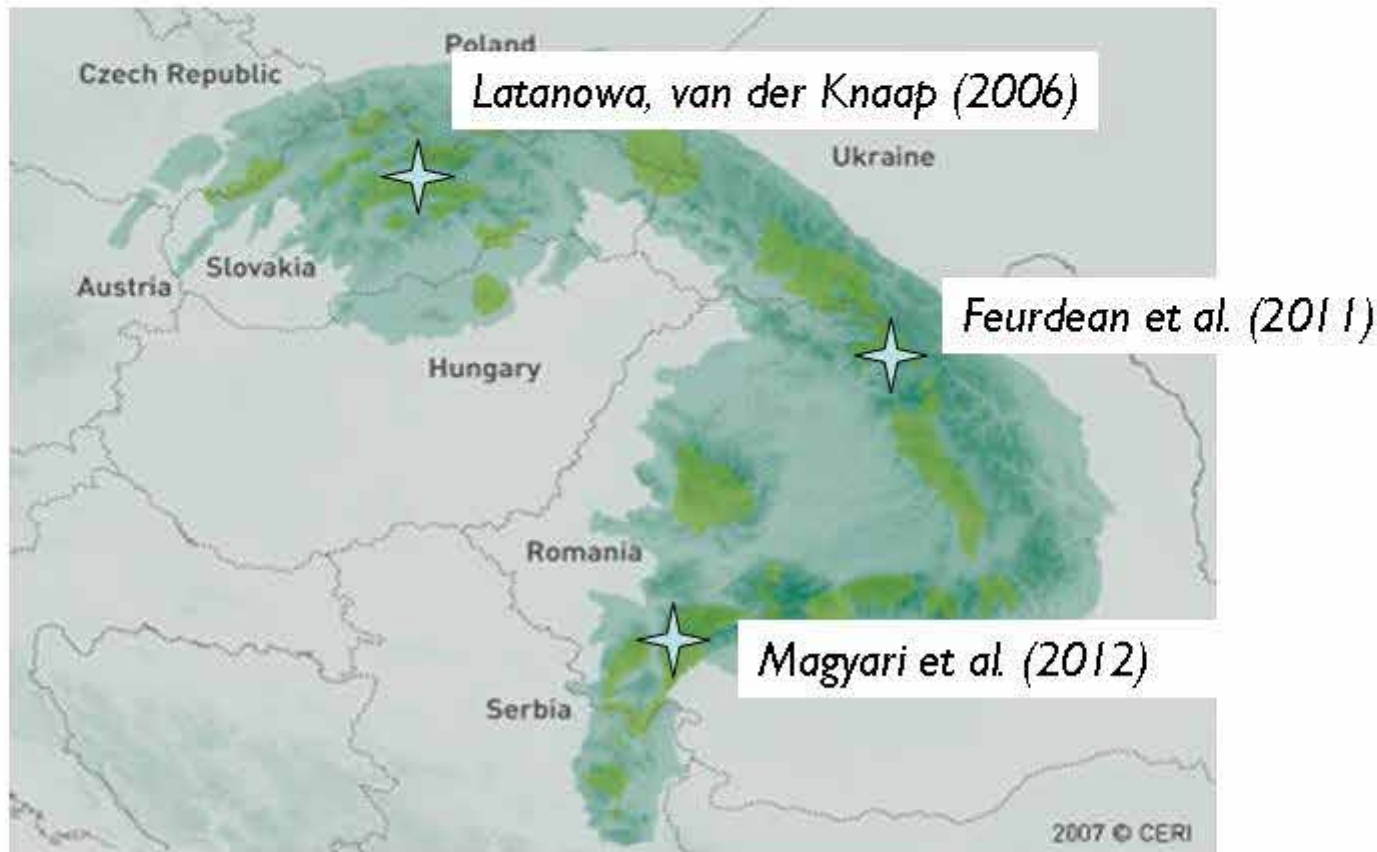 Poland
Czech Republic
Latanowa, van der Knaap (2006)
Ukraine
Slovakia
Austria
Feurdean et al. (2011)
Hungary
Romania
Magyari et al. (2012)
Serbia
2007 © CERI